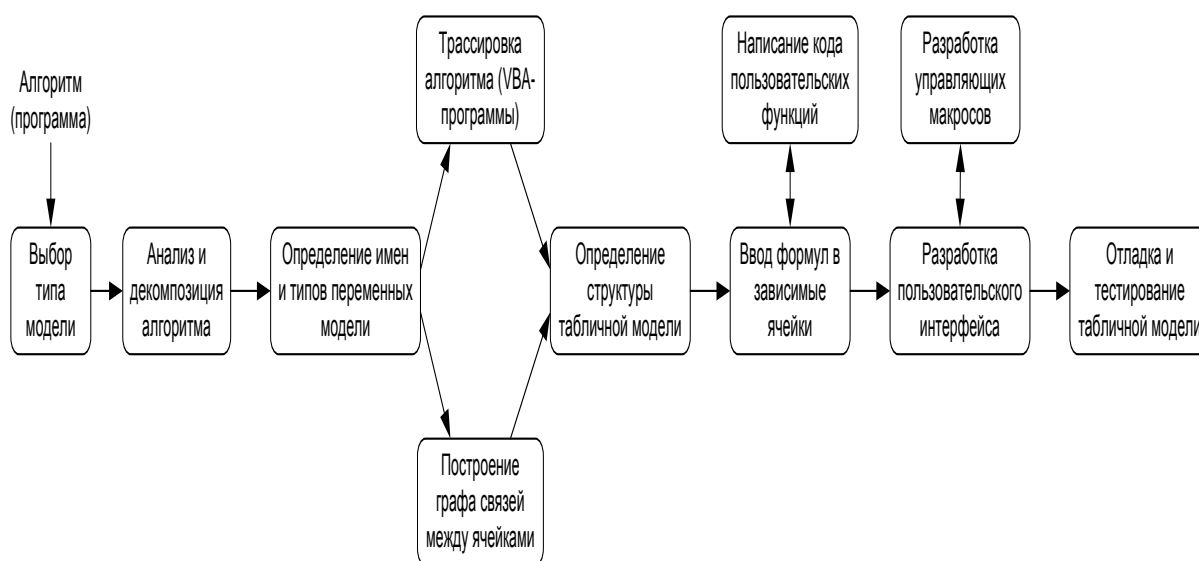 Алгоритм
(программа)
Выбор
типа
модели
Анализ и
декомпозиция
алгоритма
Определение имен
и типов переменных
модели
Трассировка
алгоритма (VBA-
программы)
Построение
графа связей
между ячейками
Определение
структуры
табличной модели
Написание кода
пользовательских
функций
Ввод формул в
зависимые
ячейки
Разработка
управляющих
макросов
Разработка
пользовательского
интерфейса
Отладка и
тестирование
табличной модели